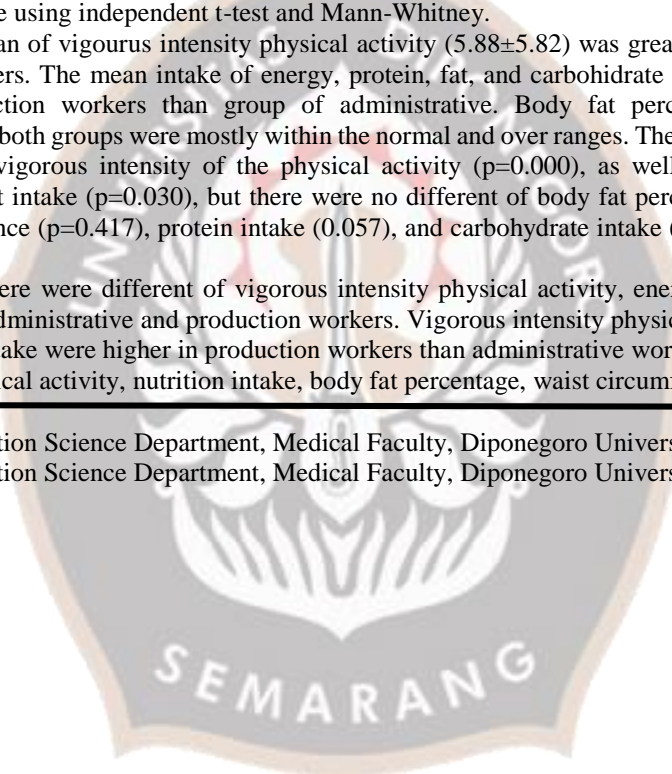 e using independent t-test and Mann-Whitney.
an of vigourus intensity physical activity (5.88±5.82) was grea
ers. The mean intake of energy, protein, fat, and carbohidrate
ction workers than group of administrative. Body fat perc
both groups were mostly within the normal and over ranges. The
vigorous intensity of the physical activity (p=0.000), as well
t intake (p=0.030), but there were no different of body fat perc
nce (p=0.417), protein intake (0.057), and carbohydrate intake (
ere were different of vigorous intensity physical activity, ener
dministrative and production workers. Vigorous intensity physic
take were higher in production workers than administrative wor
ical activity, nutrition intake, body fat percentage, waist circumf
tion Science Department, Medical Faculty, Diponegoro Univers
tion Science Department, Medical Faculty, Diponegoro Univers
UNIVERSITAS DIPONEGORO
SEMARANG